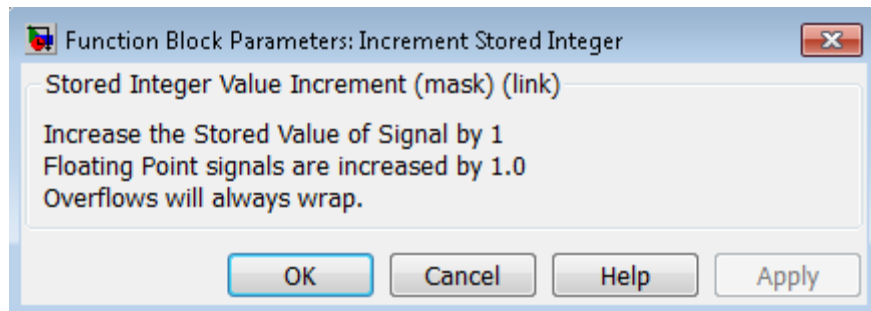 Function Block Parameters: Increment Stored Integer
Stored Integer Value Increment (mask) (link)
Increase the Stored Value of Signal by 1
Floating Point signals are increased by 1.0
Overflows will always wrap.
OK Cancel Help Apply